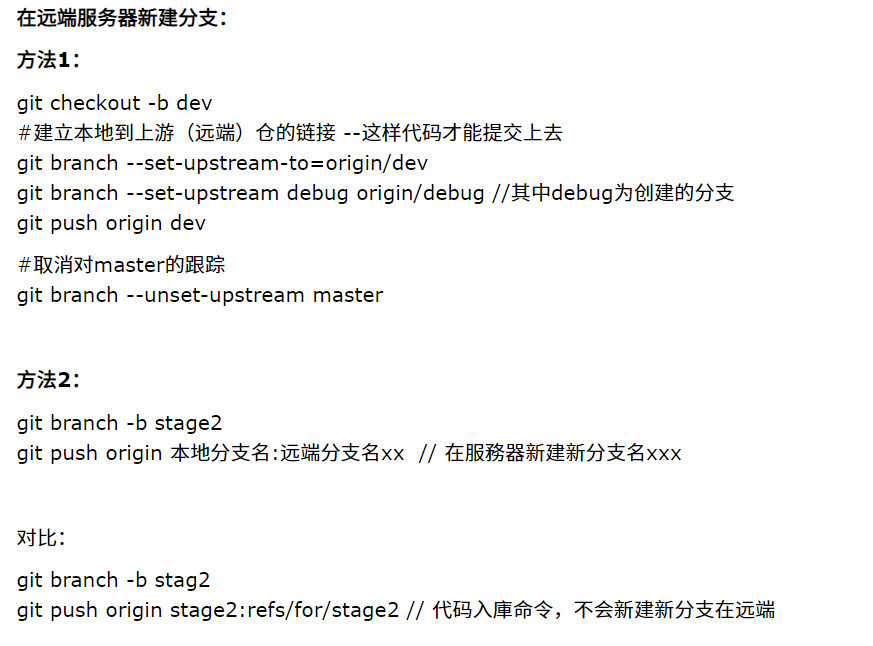 在远端服务器新建分支：
方法1：
git checkout -b dev
#建立本地到上游（远端）仓的链接 --这样代码才能提交上去
git branch --set-upstream-to=origin/dev
git branch --set-upstream debug origin/debug //其中debug为创建的分支
git push origin dev
#取消对master的跟踪
git branch --unset-upstream master
方法2：
git branch -b stage2
git push origin 本地分支名:远端分支名xx  // 在服務器新建新分支名xxx
对比：
git branch -b stag2
git push origin stage2:refs/for/stage2 // 代码入庫命令，不会新建新分支在远端